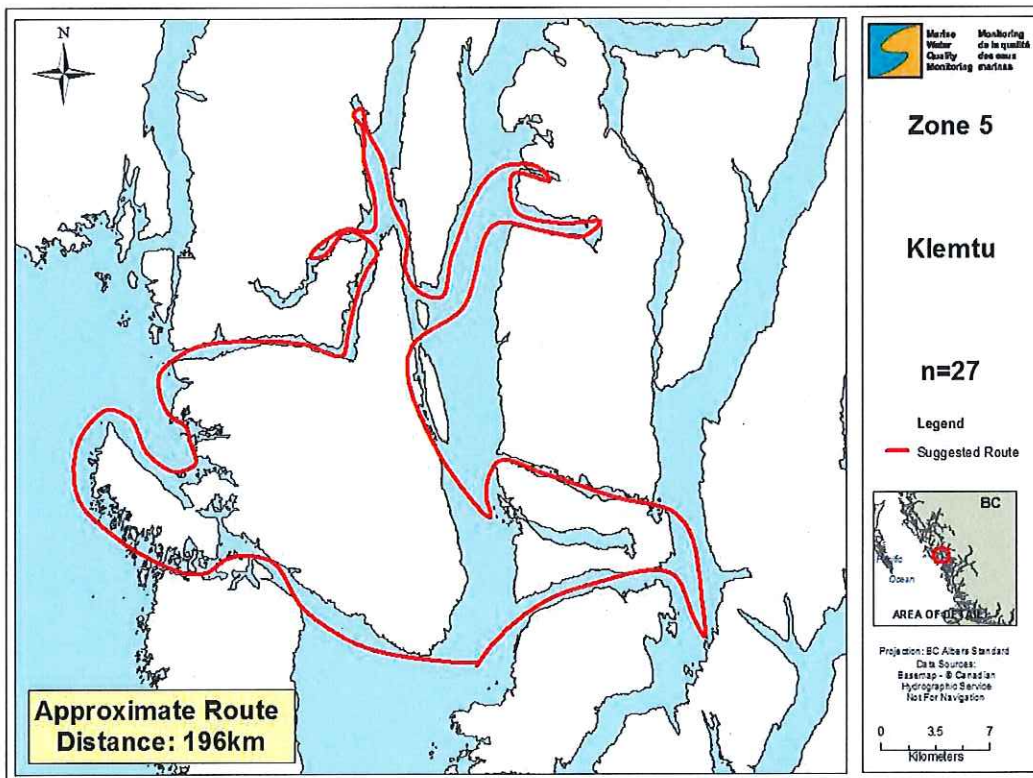 N
Approximate Route
Distance: 196km
Marine
Water
Quality
Monitoring
Monitoring
de la qualité
des eaux
marines
Zone 5
Klemtu
n=27
Legend
Suggested Route
BC
Pacific
Ocean
AREA OF DETAIL
Projection: BC Albers Standard
Data Sources:
Basemap - © Canadian
Hydrographic Service
Not For Navigation
0 3.5 7
Kilometers